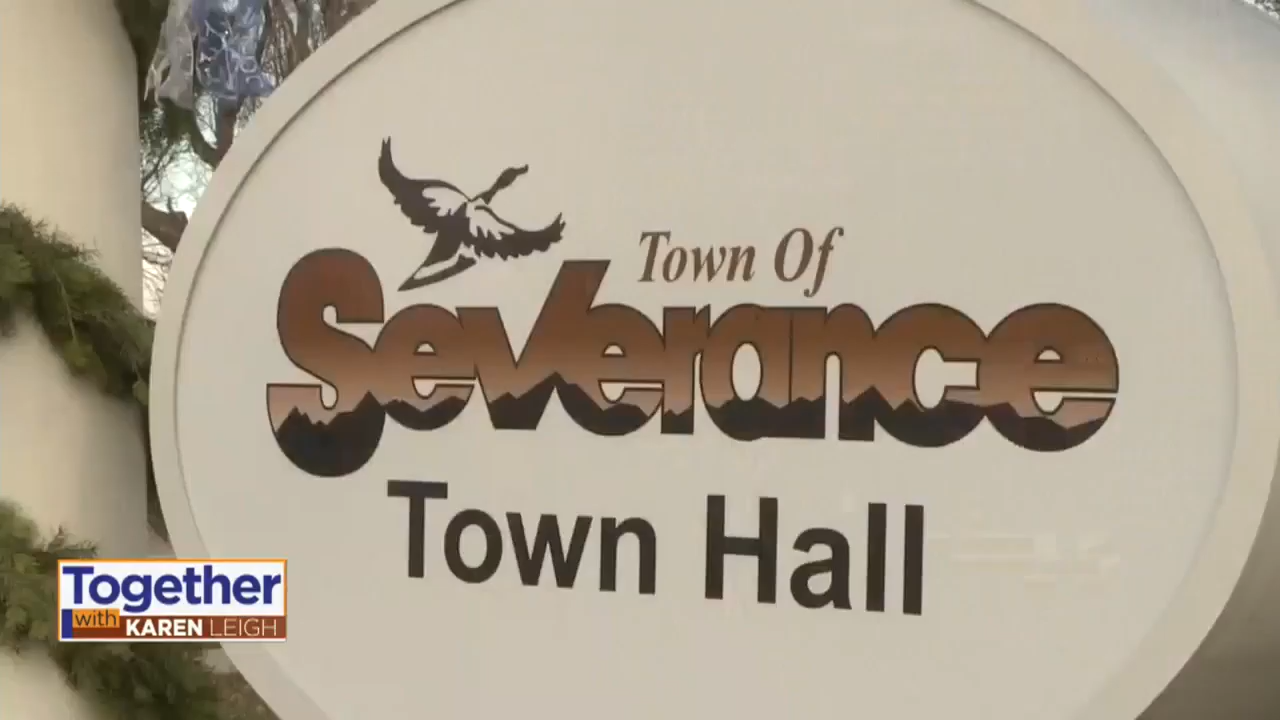 Town Of
Severance
Town Hall
Together
with KAREN LEIGH